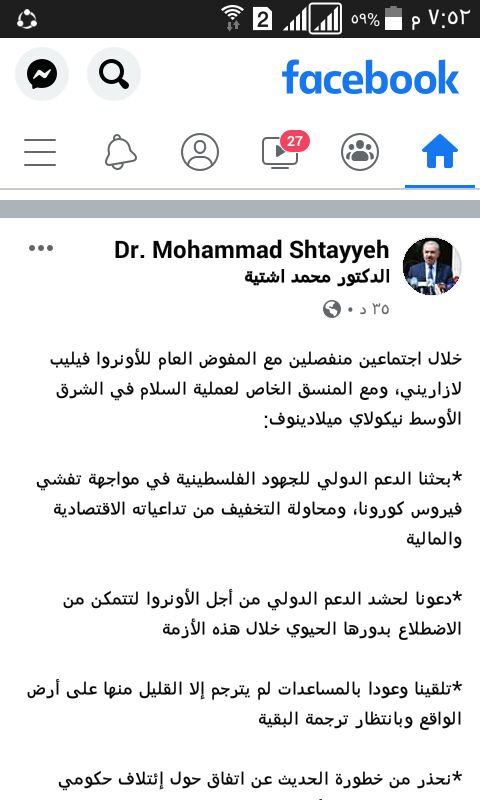 ٧:٥٢ م
٥٩%
2
facebook
27
Dr. Mohammad Shtayyeh
الدكتور محمد اشتية
٣٥ د •
خلال اجتماعين منفصلين مع المفوض العام للأونروا فيليب
لازاريني، ومع المنسق الخاص لعملية السلام في الشرق
الأوسط نيكولاي ميلادينوف:
*بحثنا الدعم الدولي للجهود الفلسطينية في مواجهة تفشي
فيروس كورونا، ومحاولة التخفيف من تداعياته الاقتصادية
والمالية
*دعونا لحشد الدعم الدولي من أجل الأونروا لتتمكن من
الاضطلاع بدورها الحيوي خلال هذه الأزمة
*تلقينا وعودا بالمساعدات لم يترجم إلا القليل منها على أرض
الواقع وبانتظار ترجمة البقية
*نحذر من خطورة الحديث عن اتفاق حول إئتلاف حكومي